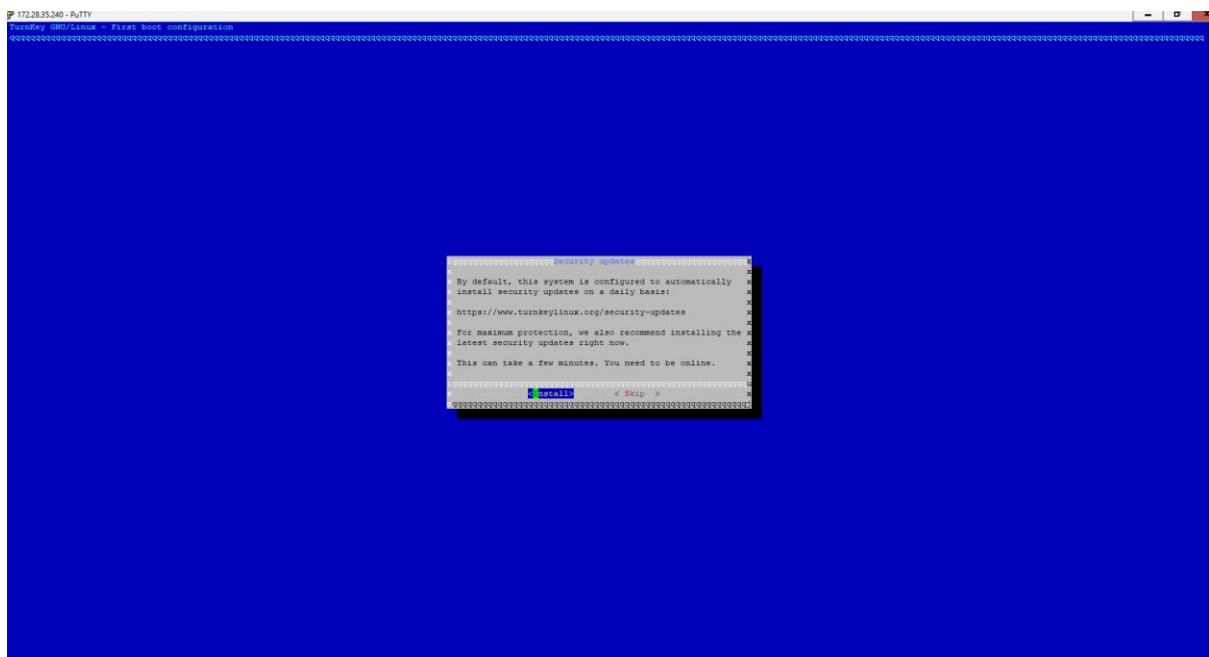 172.28.35.240 - PuTTY
TurnKey GNU/Linux - First boot configuration
Security updates
By default, this system is configured to automatically
install security updates on a daily basis:
https://www.turnkeylinux.org/security-updates
For maximum protection, we also recommend installing the
latest security updates right now.
This can take a few minutes. You need to be online.
<Install> < Skip >